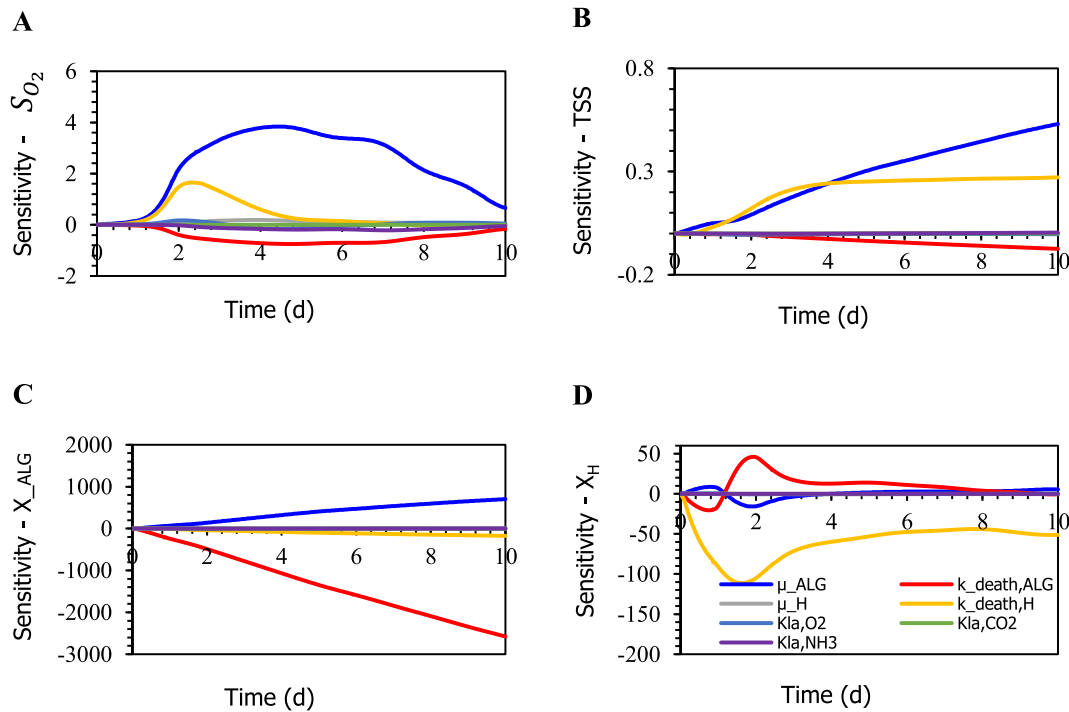 A
Sensitivity - S_{O_2}
6
4
2
0
-2
0 2 4 6 8 10
Time (d)
B
Sensitivity - TSS
0.8
0.3
-0.2
0 2 4 6 8 10
Time (d)
C
Sensitivity - X_ALG
2000
1000
0
-1000
-2000
-3000
0 2 4 6 8 10
Time (d)
D
Sensitivity - X_H
50
0
-50
-100
-150
-200
0 2 4 6 8 10
µ_ALG k_death,ALG
µ_H k_death,H
Kla,O2 Kla,CO2
Kla,NH3
Time (d)